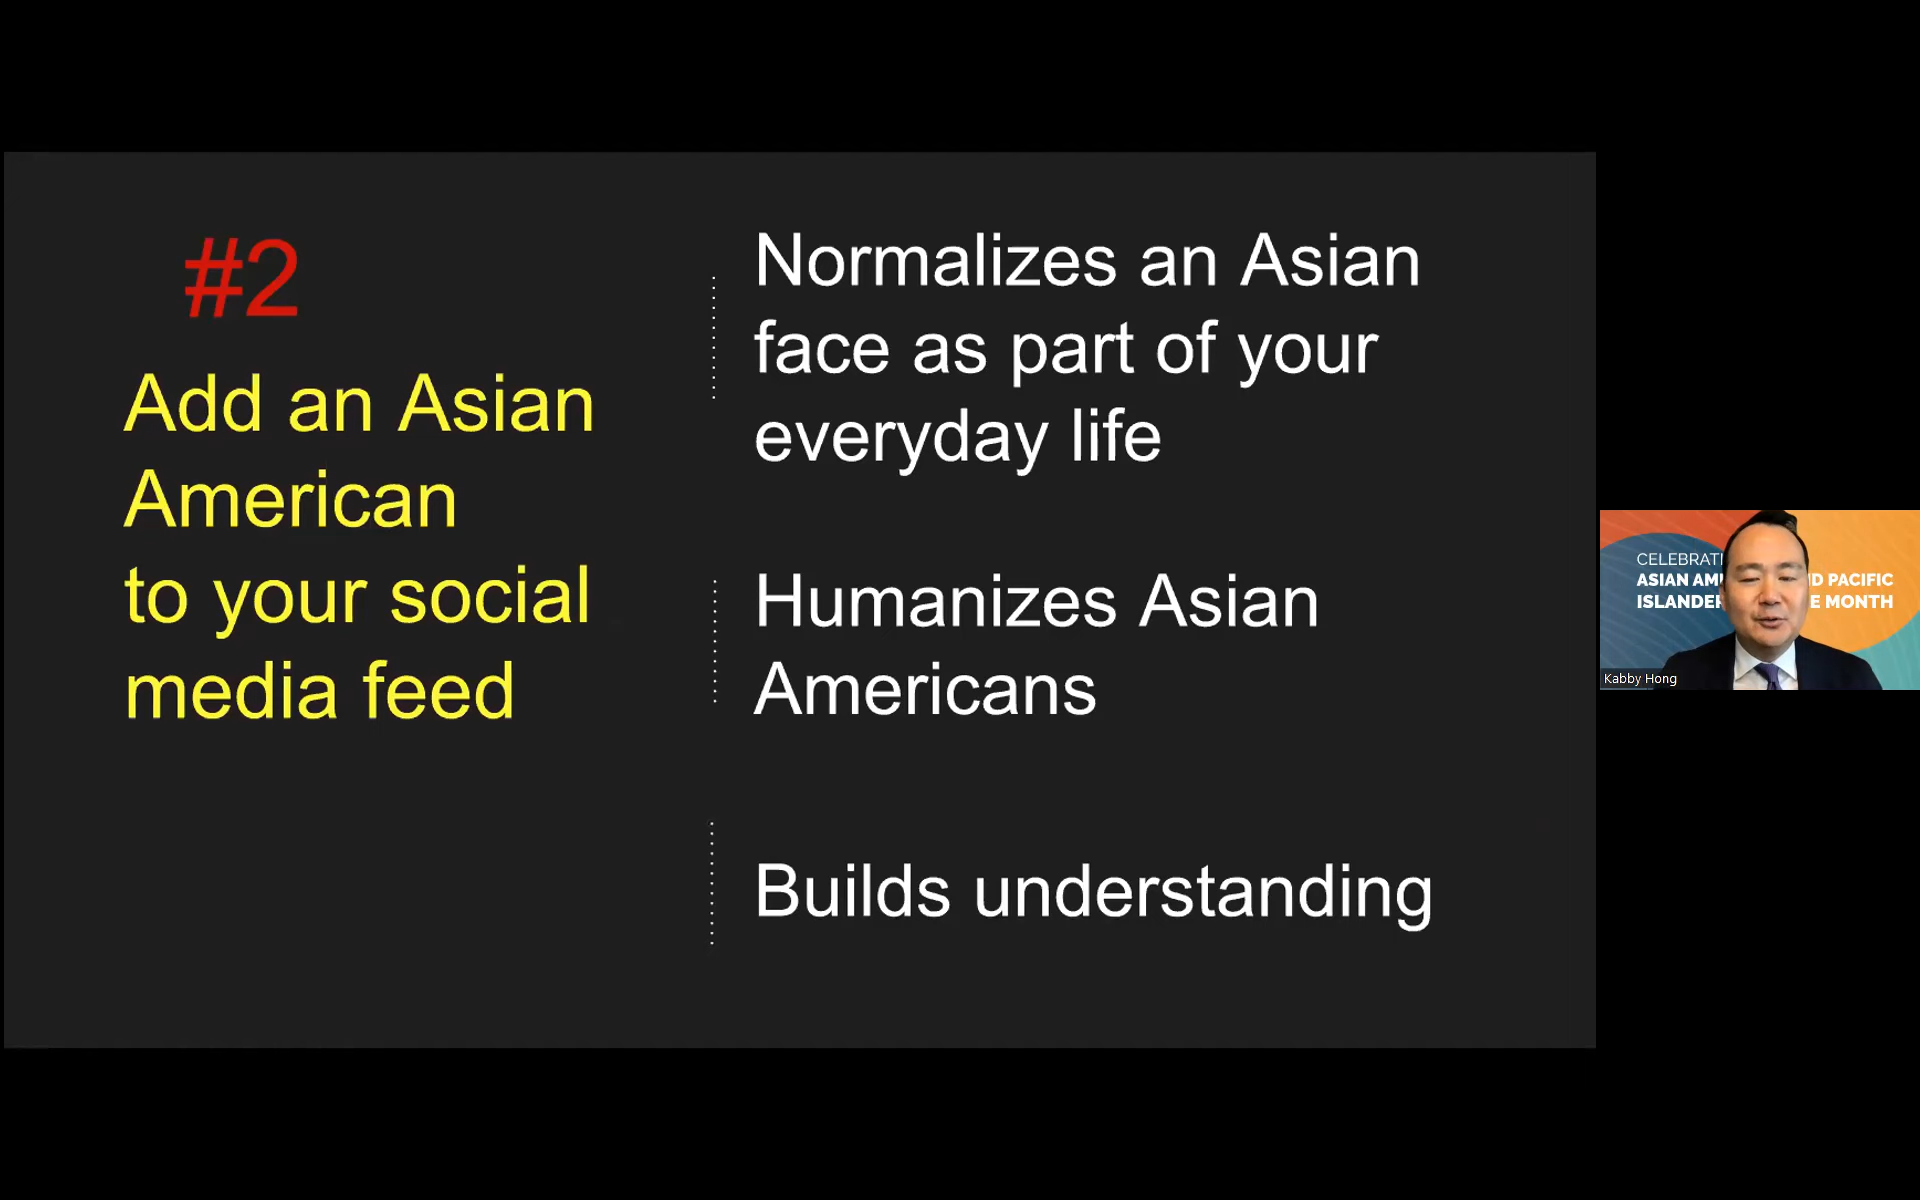 #2
Add an Asian
American
to your social
media feed
Normalizes an Asian
face as part of your
everyday life
Humanizes Asian
Americans
Builds understanding
CELEBRATI
ASIAN AM D PACIFIC
ISLANDER E MONTH
Kabby Hong